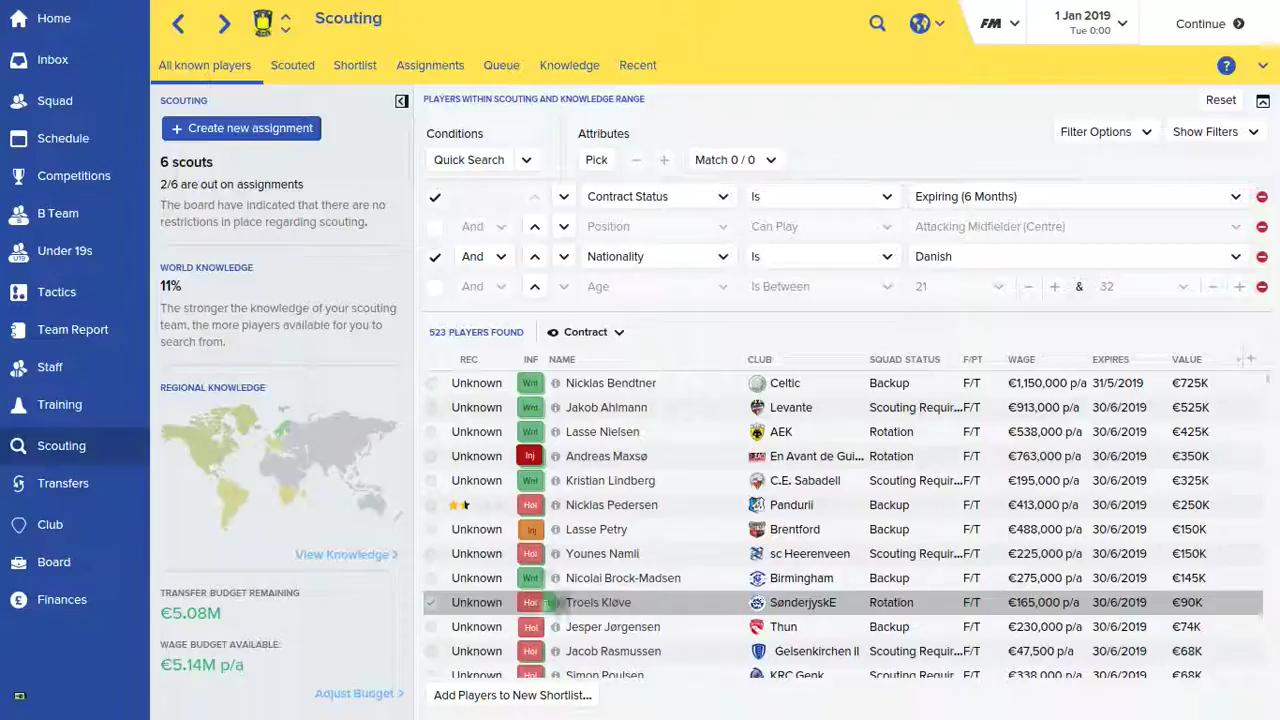 Home
Inbox
Squad
Schedule
Competitions
B Team
Under 19s
Tactics
Team Report
Staff
Training
Scouting
Transfers
Club
Board
Finances
Scouting
FM
1 Jan 2019
Tue 0:00
Continue
All known players Scouted Shortlist Assignments Queue Knowledge Recent
?
SCOUTING
+ Create new assignment
6 scouts
2/6 are out on assignments
The board have indicated that there are
no restrictions in place regarding scouting.
WORLD KNOWLEDGE
11%
The stronger the knowledge of your scouting
team, the more players available for you to
search from.
REGIONAL KNOWLEDGE
View Knowledge >
TRANSFER BUDGET REMAINING
€5.08M
WAGE BUDGET AVAILABLE:
€5.14M p/a
Adjust Budget >
PLAYERS WITHIN SCOUTING AND KNOWLEDGE RANGE
Reset
Conditions Attributes Filter Options Show Filters
Quick Search Pick − + Match 0 / 0
Contract Status Is Expiring (6 Months)
And Position Can Play Attacking Midfielder (Centre)
And Nationality Is Danish
And Age Is Between 21 − + & 32 − +
523 PLAYERS FOUND Contract
REC INF NAME CLUB SQUAD STATUS F/PT WAGE EXPIRES VALUE +
Unknown Wnt Nicklas Bendtner Celtic Backup F/T €1,150,000 p/a 31/5/2019 €725K
Unknown Wnt Jakob Ahlmann Levante Scouting Requir... F/T €913,000 p/a 30/6/2019 €525K
Unknown Wnt Lasse Nielsen AEK Rotation F/T €538,000 p/a 30/6/2019 €425K
Unknown Inj Andreas Maxsø En Avant de Gui... Rotation F/T €763,000 p/a 30/6/2019 €350K
Unknown Wnt Kristian Lindberg C.E. Sabadell Scouting Requir... F/T €195,000 p/a 30/6/2019 €325K
Hol Nicklas Pedersen Pandurii Backup F/T €413,000 p/a 30/6/2019 €250K
Unknown Inj Lasse Petry Brentford Backup F/T €488,000 p/a 30/6/2019 €150K
Unknown Hol Younes Namli sc Heerenveen Scouting Requir... F/T €225,000 p/a 30/6/2019 €150K
Unknown Wnt Nicolai Brock-Madsen Birmingham Backup F/T €275,000 p/a 30/6/2019 €145K
Unknown Hol Troels Kløve SønderjyskE Rotation F/T €165,000 p/a 30/6/2019 €90K
Unknown Hol Jesper Jørgensen Thun Backup F/T €230,000 p/a 30/6/2019 €74K
Unknown Hol Jacob Rasmussen Gelsenkirchen II Scouting Requir... F/T €47,500 p/a 30/6/2019 €68K
Unknown Hol Simon Poulsen KRC Genk Scouting Requir... F/T €338,000 p/a 30/6/2019 €68K
Add Players to New Shortlist...